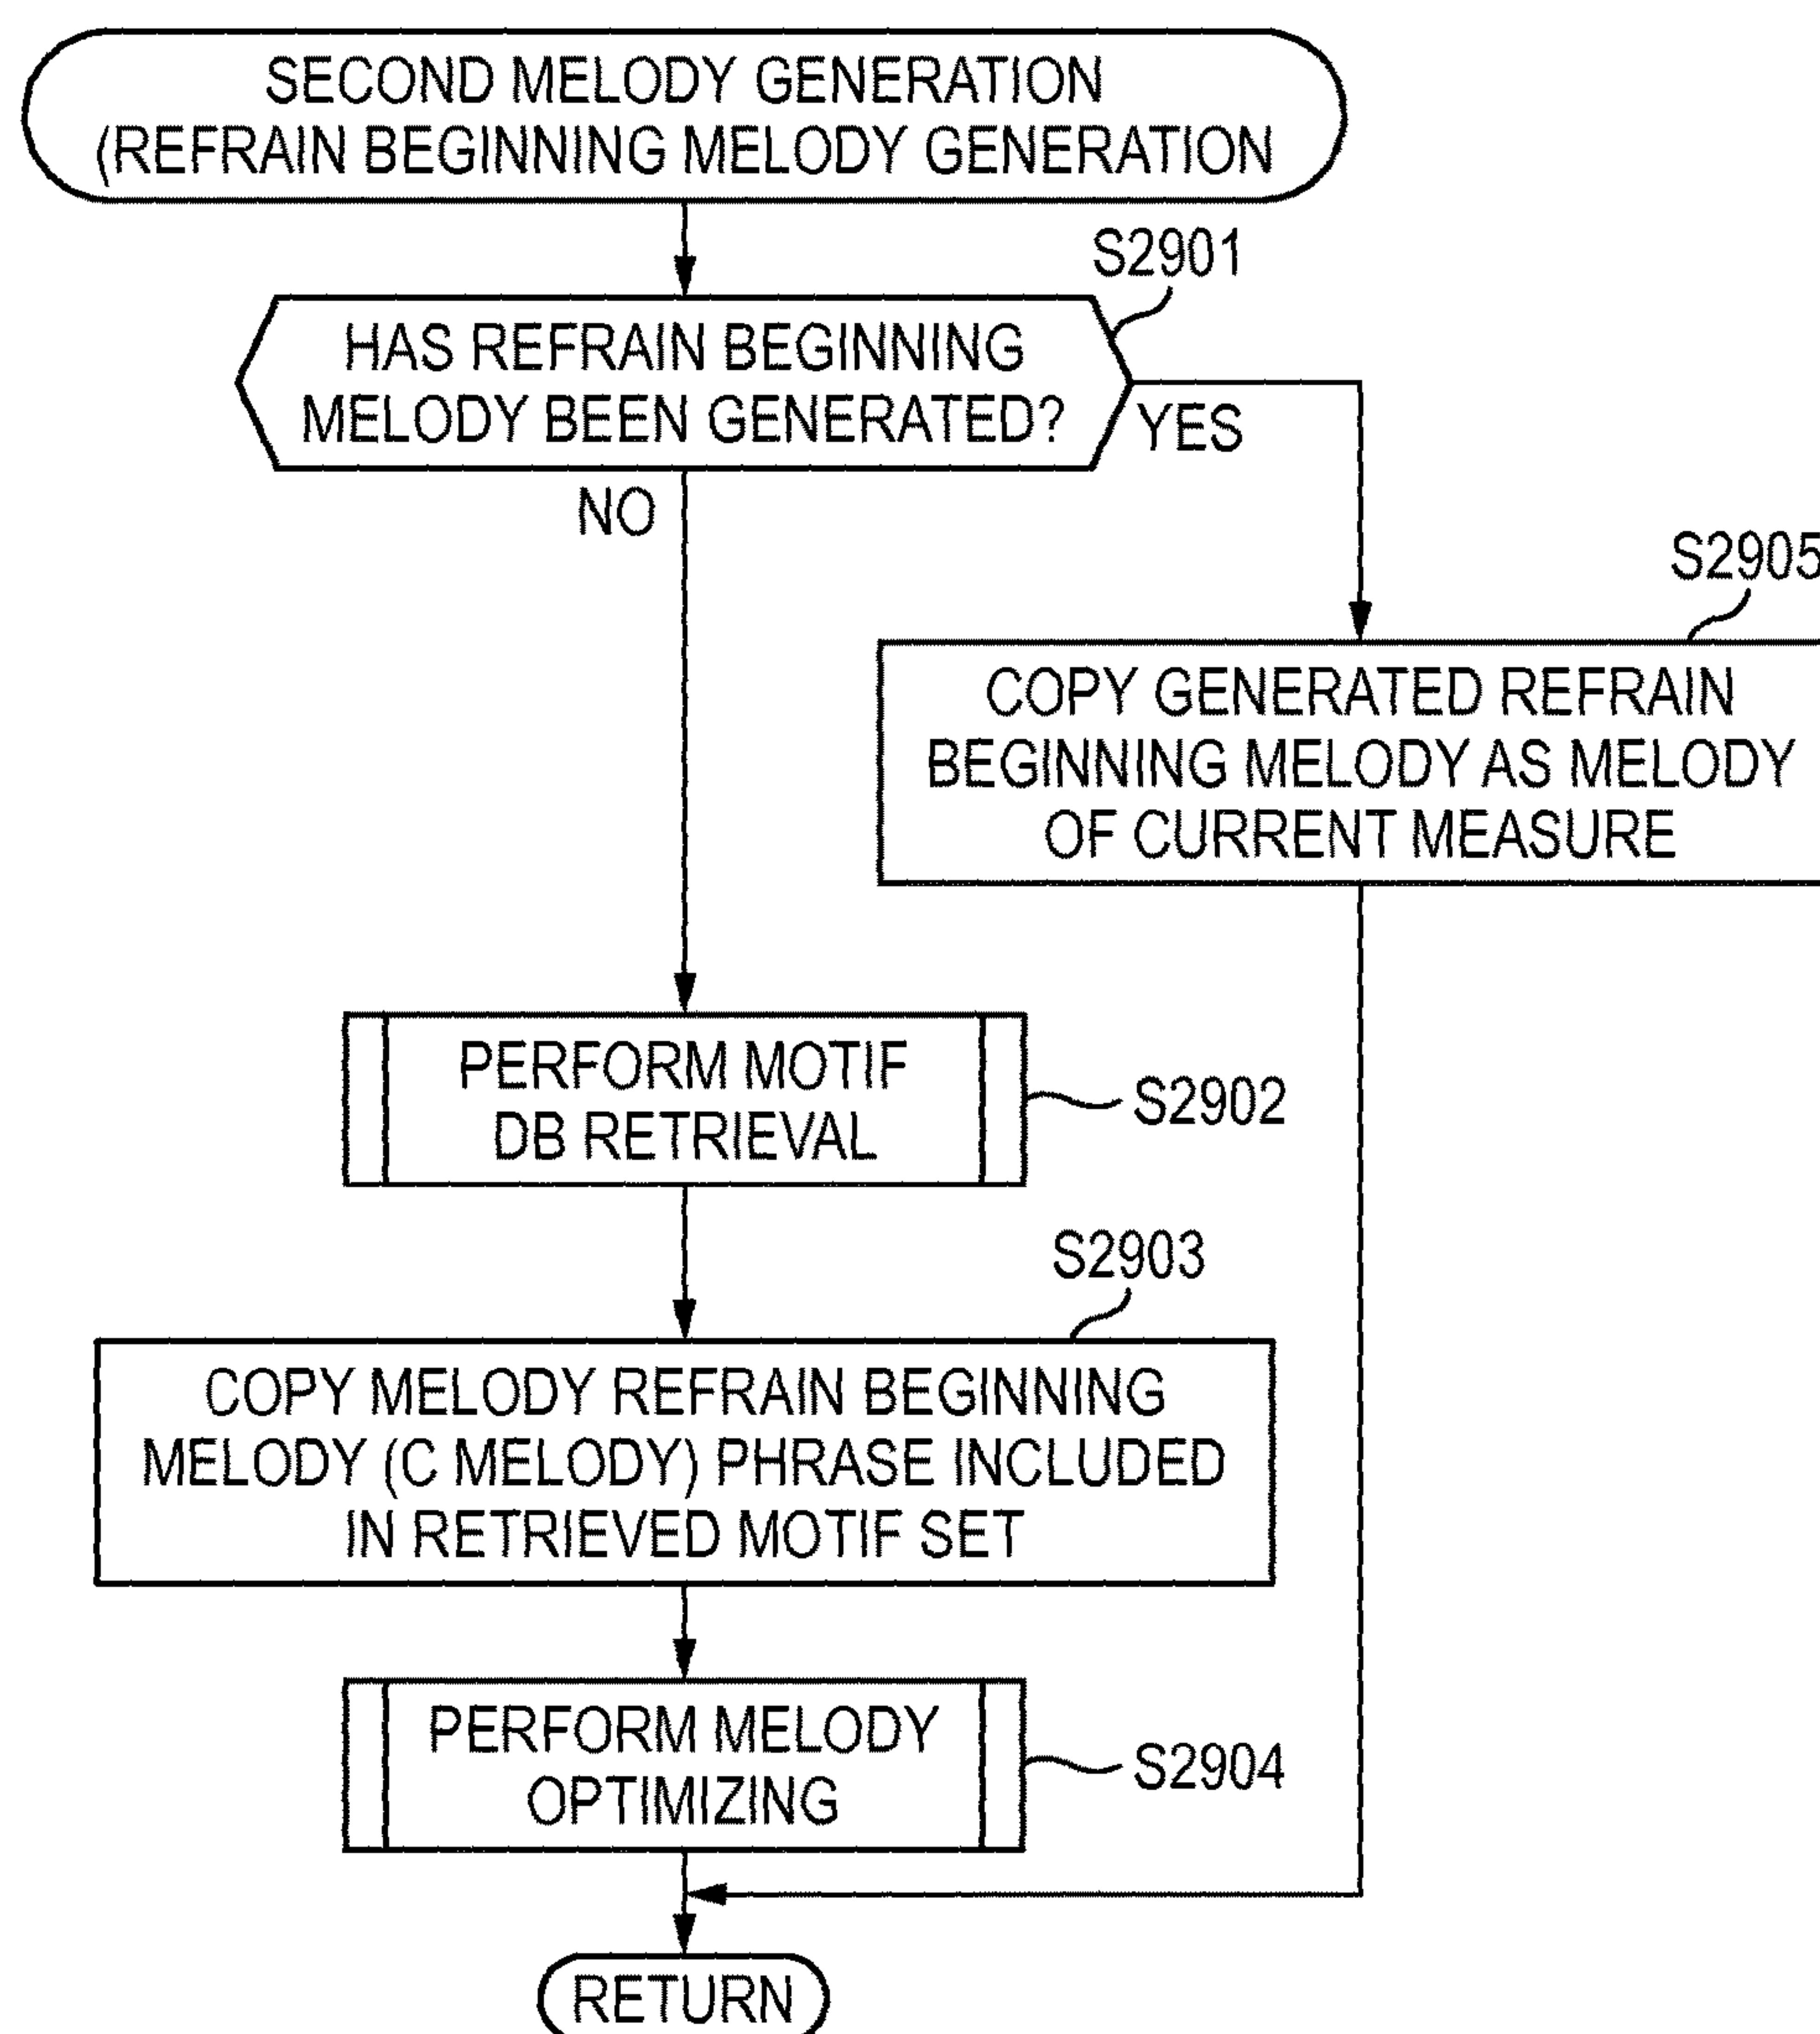 SECOND MELODY GENERATION
(REFRAIN BEGINNING MELODY GENERATION
S2901
HAS REFRAIN BEGINNING
MELODY BEEN GENERATED?
YES
NO
S2905
COPY GENERATED REFRAIN
BEGINNING MELODY AS MELODY
OF CURRENT MEASURE
PERFORM MOTIF
DB RETRIEVAL
S2902
S2903
COPY MELODY REFRAIN BEGINNING
MELODY (C MELODY) PHRASE INCLUDED
IN RETRIEVED MOTIF SET
PERFORM MELODY
OPTIMIZING
S2904
RETURN